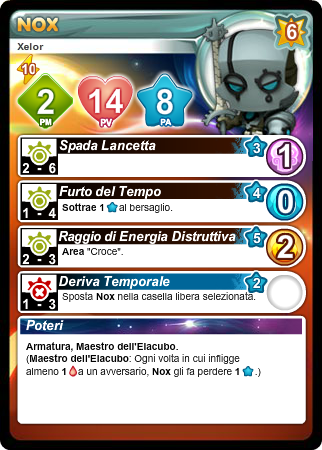 NOX
6
Xelor
10
2
PM
14
PV
8
PA
Spada Lancetta
3
1
2 - 6
Furto del Tempo
4
0
Sottrae 1 al bersaglio.
1 - 4
Raggio di Energia Distruttiva
5
2
Area "Croce".
2 - 3
Deriva Temporale
2
Sposta Nox nella casella libera selezionata.
1 - 3
Poteri
Armatura, Maestro dell'Elacubo.
(Maestro dell'Elacubo: Ogni volta in cui infligge
almeno 1 a un avversario, Nox gli fa perdere 1 .)